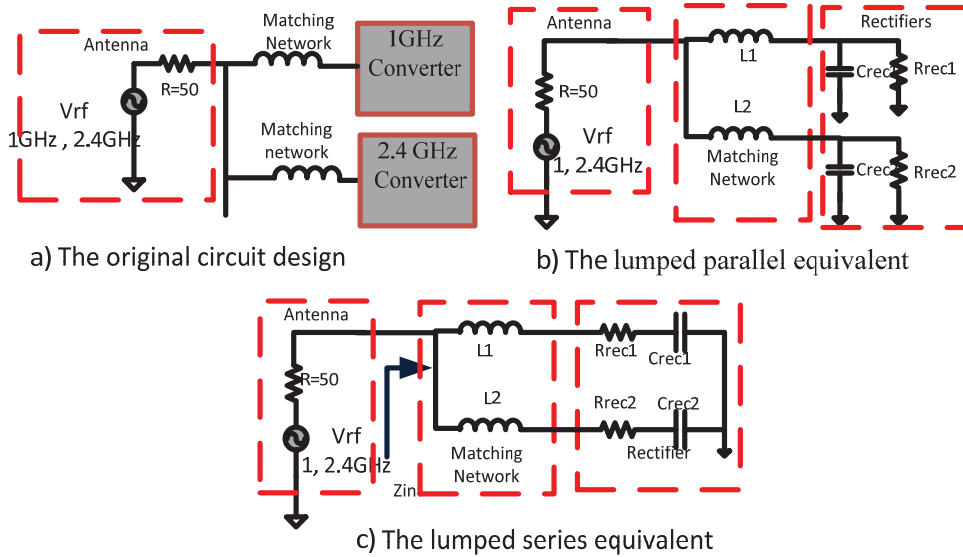 Antenna
R=50
Vrf
1GHz , 2.4GHz
Matching
Network
1GHz
Converter
Matching
network
2.4 GHz
Converter
a) The original circuit design
Antenna
R=50
Vrf
1, 2.4GHz
L1
L2
Matching
Network
Rectifiers
Crec1
Rrec1
Crec2
Rrec2
b) The lumped parallel equivalent
Antenna
R=50
Vrf
1, 2.4GHz
Zin
L1
L2
Matching
Network
Rrec1
Crec1
Rrec2
Crec2
Rectifier
c) The lumped series equivalent